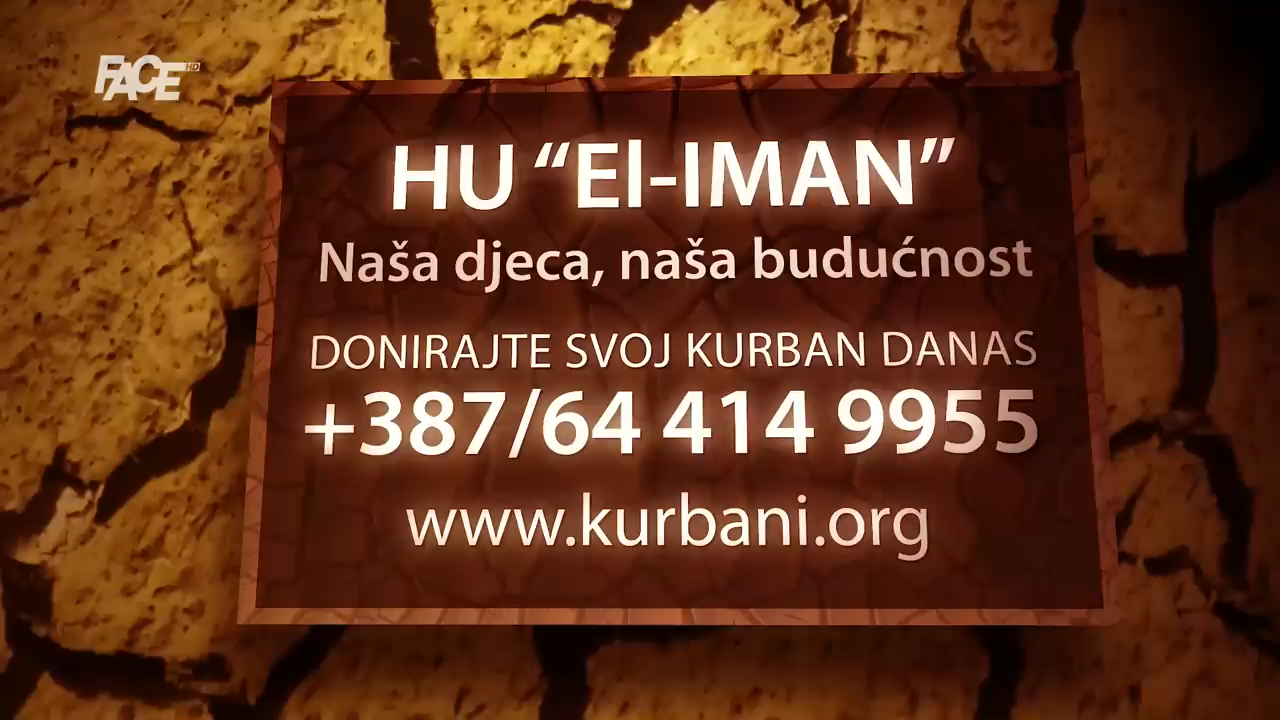 FACE HD
HU “El-IMAN”
Naša djeca, naša budućnost
DONIRAJTE SVOJ KURBAN DANAS
+387/64 414 9955
www.kurbani.org